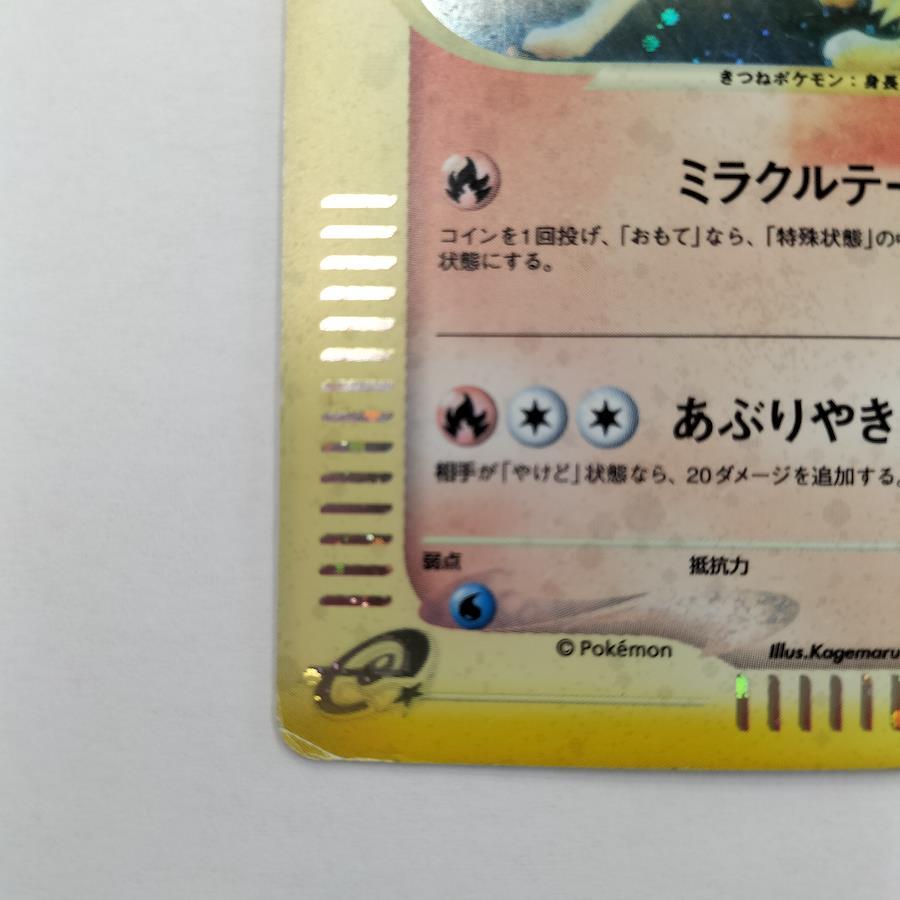 きつねポケモン：身長
ミラクルテー
コインを1回投げ、「おもて」なら、「特殊状態」の
状態にする。
あぶりやき
相手が「やけど」状態なら、20ダメージを追加する。
弱点 抵抗力
© Pokémon Illus.Kagemaru